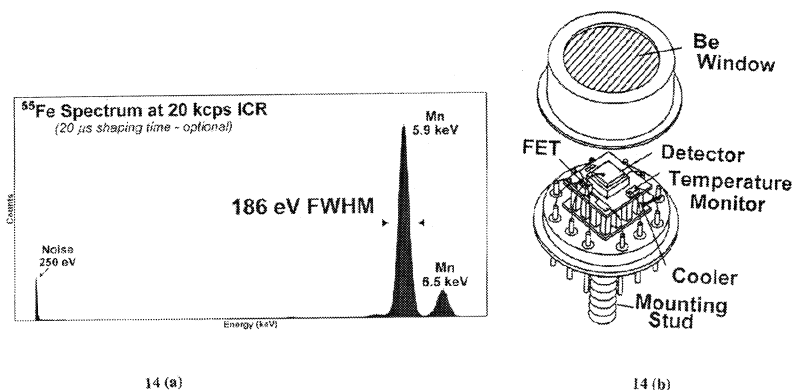 ⁵⁵Fe Spectrum at 20 kcps ICR
(20 µs shaping time - optional)
Mn
5.9 keV
186 eV FWHM
Noise
250 eV
Mn
6.5 keV
Counts
Energy (keV)
14 (a)
Be
Window
FET
Detector
Temperature
Monitor
Cooler
Mounting
Stud
14 (b)